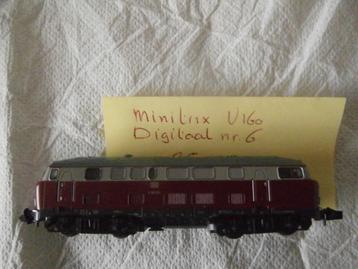 Minitrix V160
Digitaal nr. 6